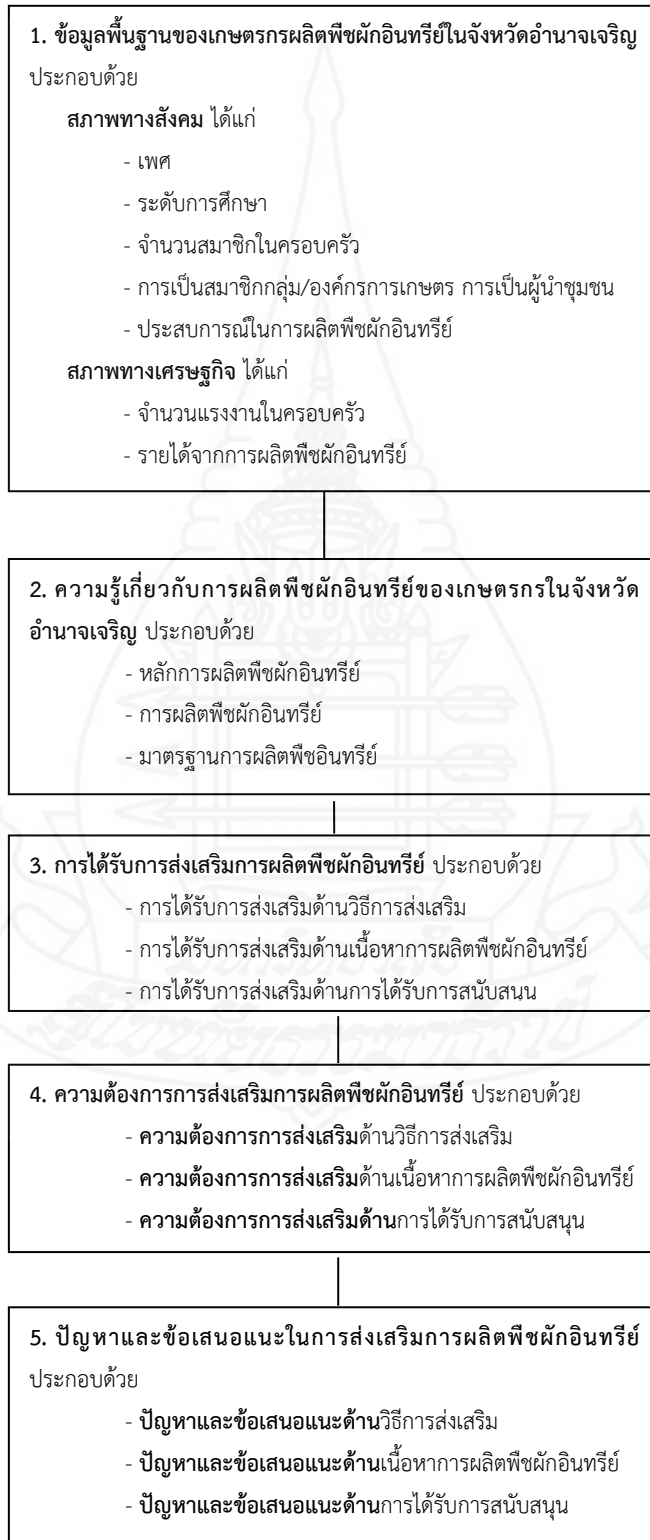 1. ข้อมูลพื้นฐานของเกษตรกรผลิตพืชผักอินทรีย์ในจังหวัดอำนาจเจริญ
ประกอบด้วย
สภาพทางสังคม ได้แก่
- เพศ
- ระดับการศึกษา
- จำนวนสมาชิกในครอบครัว
- การเป็นสมาชิกกลุ่ม/องค์กรการเกษตร การเป็นผู้นำชุมชน
- ประสบการณ์ในการผลิตพืชผักอินทรีย์
สภาพทางเศรษฐกิจ ได้แก่
- จำนวนแรงงานในครอบครัว
- รายได้จากการผลิตพืชผักอินทรีย์
2. ความรู้เกี่ยวกับการผลิตพืชผักอินทรีย์ของเกษตรกรในจังหวัด
อำนาจเจริญ ประกอบด้วย
- หลักการผลิตพืชผักอินทรีย์
- การผลิตพืชผักอินทรีย์
- มาตรฐานการผลิตพืชอินทรีย์
3. การได้รับการส่งเสริมการผลิตพืชผักอินทรีย์ ประกอบด้วย
- การได้รับการส่งเสริมด้านวิธีการส่งเสริม
- การได้รับการส่งเสริมด้านเนื้อหาการผลิตพืชผักอินทรีย์
- การได้รับการส่งเสริมด้านการได้รับการสนับสนุน
4. ความต้องการการส่งเสริมการผลิตพืชผักอินทรีย์ ประกอบด้วย
- ความต้องการการส่งเสริมด้านวิธีการส่งเสริม
- ความต้องการการส่งเสริมด้านเนื้อหาการผลิตพืชผักอินทรีย์
- ความต้องการการส่งเสริมด้านการได้รับการสนับสนุน
5. ปัญหาและข้อเสนอแนะในการส่งเสริมการผลิตพืชผักอินทรีย์
ประกอบด้วย
- ปัญหาและข้อเสนอแนะด้านวิธีการส่งเสริม
- ปัญหาและข้อเสนอแนะด้านเนื้อหาการผลิตพืชผักอินทรีย์
- ปัญหาและข้อเสนอแนะด้านการได้รับการสนับสนุน